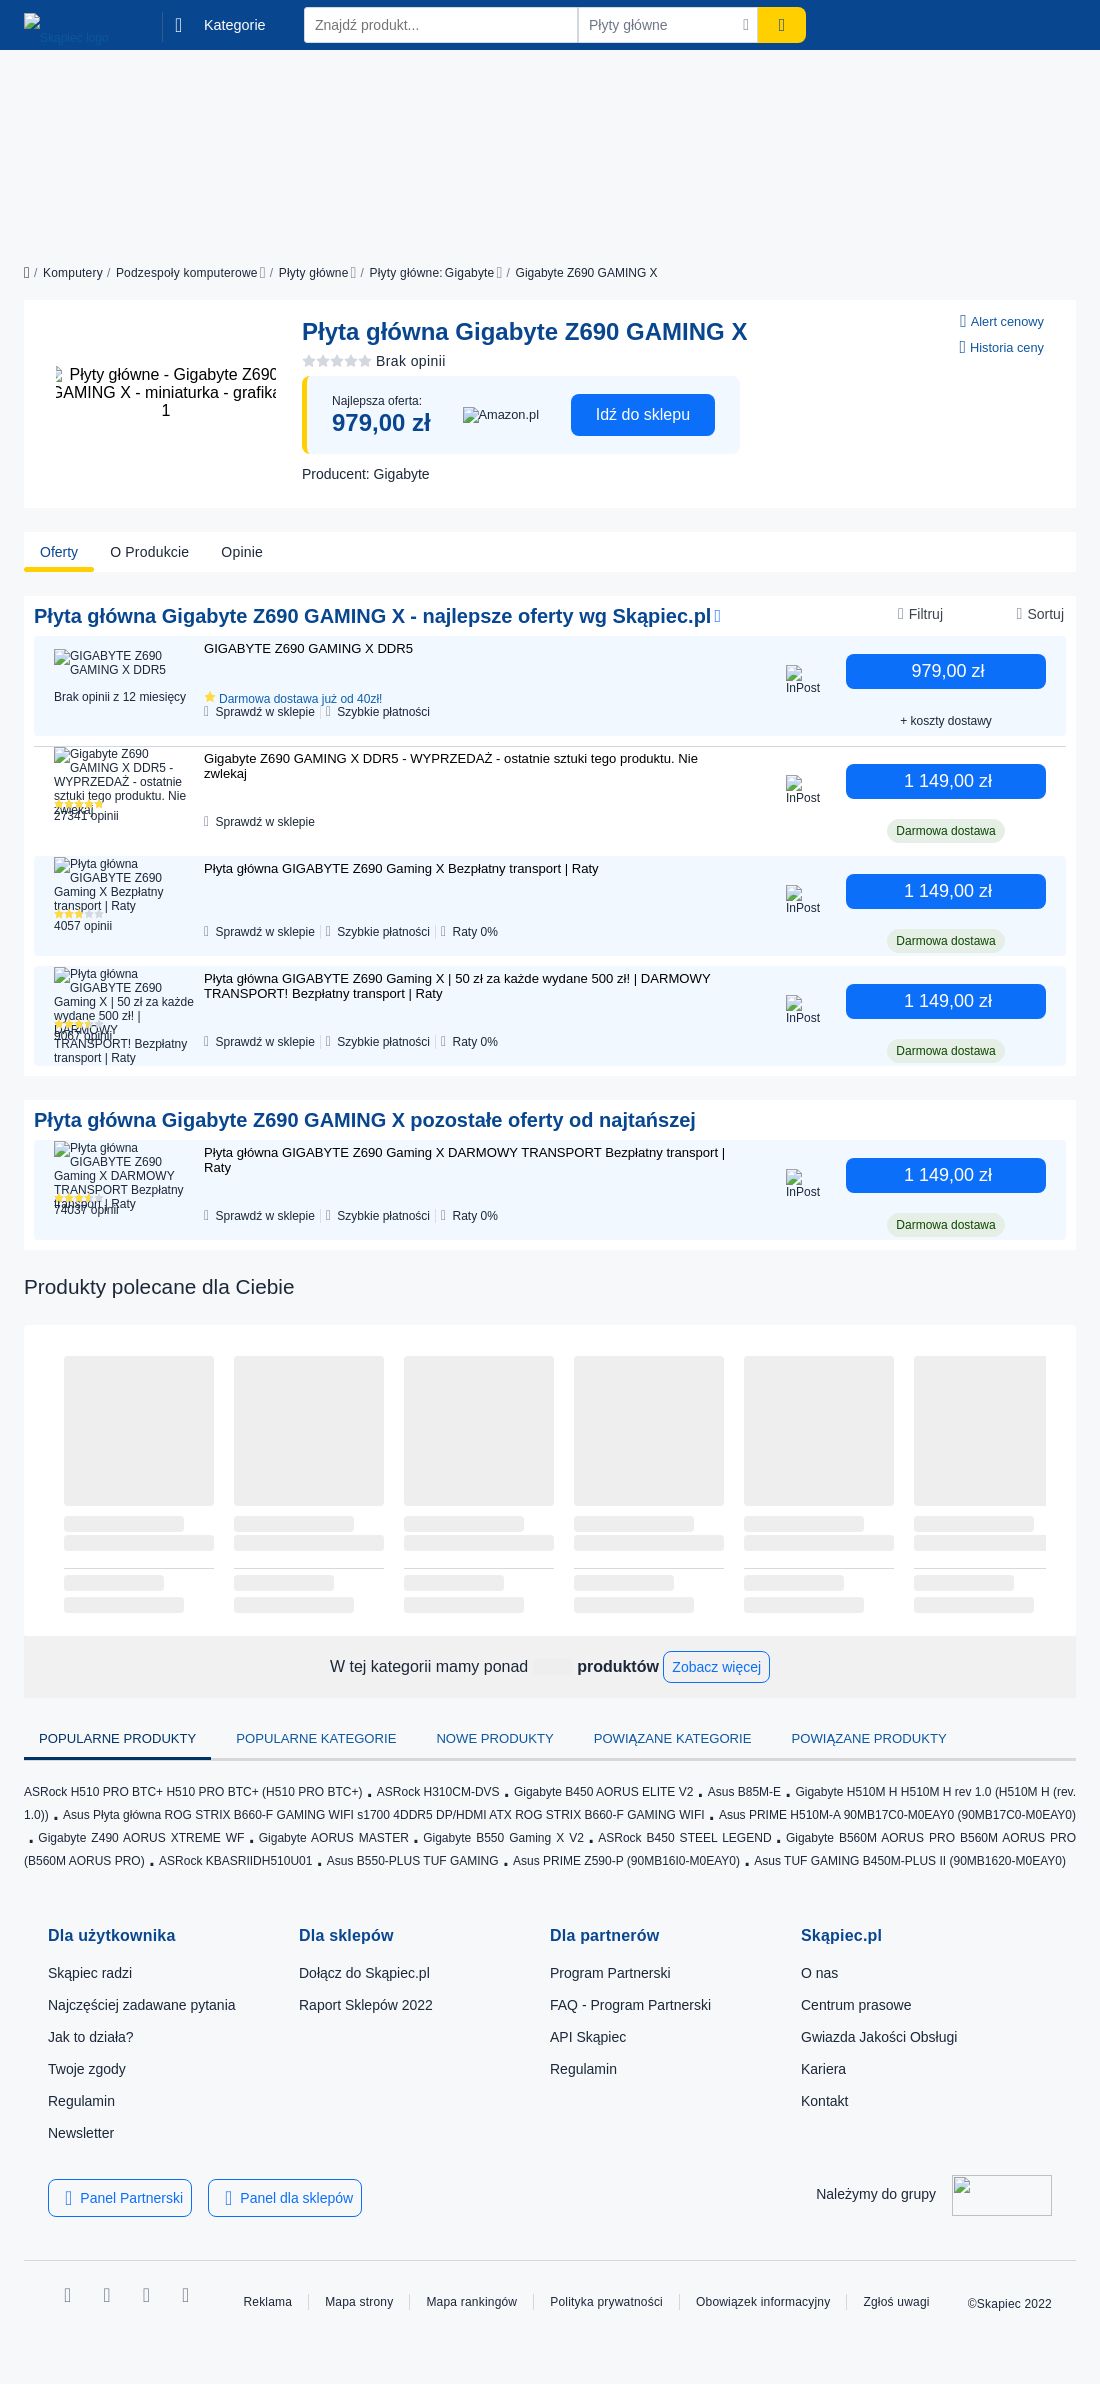 Skąpiec logo
Kategorie
Znajdź produkt...
Płyty główne
/ Komputery / Podzespoły komputerowe / Płyty główne / Płyty główne: Gigabyte / Gigabyte Z690 GAMING X
Płyta główna Gigabyte Z690 GAMING X
Alert cenowy
Historia ceny
Brak opinii
Płyty główne - Gigabyte Z690
GAMING X - miniaturka - grafika
1
Najlepsza oferta:
979,00 zł
Amazon.pl
Idź do sklepu
Producent: Gigabyte
Oferty
O Produkcie
Opinie
Płyta główna Gigabyte Z690 GAMING X - najlepsze oferty wg Skąpiec.pl
Filtruj
Sortuj
GIGABYTE Z690
GAMING X DDR5
Brak opinii z 12 miesięcy
GIGABYTE Z690 GAMING X DDR5
Darmowa dostawa już od 40zł!
Sprawdź w sklepie
Szybkie płatności
InPost
979,00 zł
+ koszty dostawy
Gigabyte Z690
GAMING X DDR5 -
WYPRZEDAŻ - ostatnie
sztuki tego produktu. Nie
zwlekaj
27341 opinii
Gigabyte Z690 GAMING X DDR5 - WYPRZEDAŻ - ostatnie sztuki tego produktu. Nie
zwlekaj
Sprawdź w sklepie
InPost
1 149,00 zł
Darmowa dostawa
Płyta główna
GIGABYTE Z690
Gaming X Bezpłatny
transport | Raty
4057 opinii
Płyta główna GIGABYTE Z690 Gaming X Bezpłatny transport | Raty
Sprawdź w sklepie
Szybkie płatności
Raty 0%
InPost
1 149,00 zł
Darmowa dostawa
Płyta główna
GIGABYTE Z690
Gaming X | 50 zł za każde
wydane 500 zł! |
DARMOWY
9067 opinii
TRANSPORT! Bezpłatny
transport | Raty
Płyta główna GIGABYTE Z690 Gaming X | 50 zł za każde wydane 500 zł! | DARMOWY
TRANSPORT! Bezpłatny transport | Raty
Sprawdź w sklepie
Szybkie płatności
Raty 0%
InPost
1 149,00 zł
Darmowa dostawa
Płyta główna Gigabyte Z690 GAMING X pozostałe oferty od najtańszej
Płyta główna
GIGABYTE Z690
Gaming X DARMOWY
TRANSPORT Bezpłatny
transport | Raty
74037 opinii
Płyta główna GIGABYTE Z690 Gaming X DARMOWY TRANSPORT Bezpłatny transport |
Raty
Sprawdź w sklepie
Szybkie płatności
Raty 0%
InPost
1 149,00 zł
Darmowa dostawa
Produkty polecane dla Ciebie
W tej kategorii mamy ponad produktów Zobacz więcej
POPULARNE PRODUKTY
POPULARNE KATEGORIE
NOWE PRODUKTY
POWIĄZANE KATEGORIE
POWIĄZANE PRODUKTY
ASRock H510 PRO BTC+ H510 PRO BTC+ (H510 PRO BTC+) . ASRock H310CM-DVS . Gigabyte B450 AORUS ELITE V2 . Asus B85M-E . Gigabyte H510M H H510M H rev 1.0 (H510M H (rev.
1.0)) . Asus Płyta główna ROG STRIX B660-F GAMING WIFI s1700 4DDR5 DP/HDMI ATX ROG STRIX B660-F GAMING WIFI . Asus PRIME H510M-A 90MB17C0-M0EAY0 (90MB17C0-M0EAY0)
. Gigabyte Z490 AORUS XTREME WF . Gigabyte AORUS MASTER . Gigabyte B550 Gaming X V2 . ASRock B450 STEEL LEGEND . Gigabyte B560M AORUS PRO B560M AORUS PRO
(B560M AORUS PRO) . ASRock KBASRIIDH510U01 . Asus B550-PLUS TUF GAMING . Asus PRIME Z590-P (90MB16I0-M0EAY0) . Asus TUF GAMING B450M-PLUS II (90MB1620-M0EAY0)
Dla użytkownika
Skąpiec radzi
Najczęściej zadawane pytania
Jak to działa?
Twoje zgody
Regulamin
Newsletter
Dla sklepów
Dołącz do Skąpiec.pl
Raport Sklepów 2022
Dla partnerów
Program Partnerski
FAQ - Program Partnerski
API Skąpiec
Regulamin
Skąpiec.pl
O nas
Centrum prasowe
Gwiazda Jakości Obsługi
Kariera
Kontakt
Panel Partnerski
Panel dla sklepów
Należymy do grupy
Reklama
Mapa strony
Mapa rankingów
Polityka prywatności
Obowiązek informacyjny
Zgłoś uwagi
©Skapiec 2022